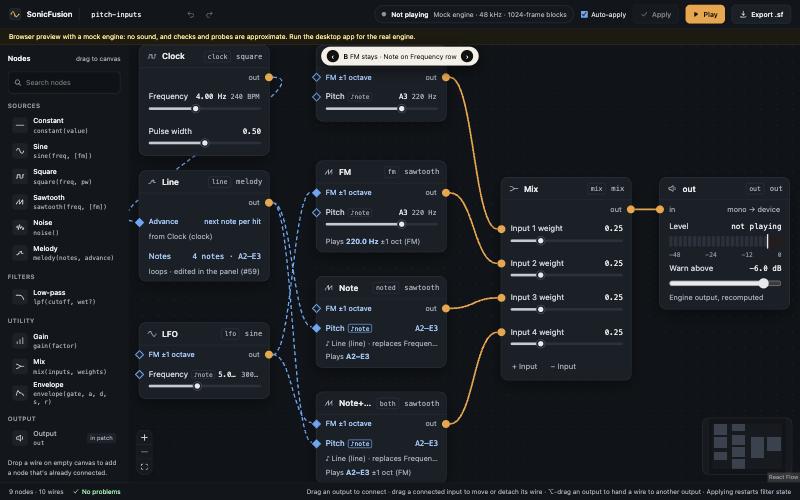 SonicFusion
pitch-inputs
Not playing Mock engine · 48 kHz · 1024-frame blocks
Auto-apply
Apply
Play
Export .sf
Browser preview with a mock engine: no sound, and checks and probes are approximate. Run the desktop app for the real engine.
Nodes
drag to canvas
Search nodes
SOURCES
Constant
constant(value)
Sine
sine(freq, [fm])
Square
square(freq, pw)
Sawtooth
sawtooth(freq, [fm])
Noise
noise()
Melody
melody(notes, advance)
FILTERS
Low-pass
lpf(cutoff, wet?)
UTILITY
Gain
gain(factor)
Mix
mix(inputs, weights)
Envelope
envelope(gate, a, d, s, r)
OUTPUT
Output
out
in patch
Drop a wire on empty canvas to add a node that's already connected.
Clock
clock square
out
Frequency 4.00 Hz 240 BPM
Pulse width 0.50
Line
line melody
out
Advance next note per hit
from Clock (clock)
Notes 4 notes · A2–E3
loops · edited in the panel (#59)
LFO
lfo sine
out
FM ±1 octave
Frequency ♪note 5.0… 300…
‹ B FM stays · Note on Frequency row ›
FM ±1 octave out
Pitch ♪note A3 220 Hz
FM
fm sawtooth
FM ±1 octave out
Pitch ♪note A3 220 Hz
Plays 220.0 Hz ±1 oct (FM)
Note
noted sawtooth
FM ±1 octave out
Pitch ♪note A2–E3
♪ Line (line) · replaces Frequen…
Plays A2–E3
Note+…
both sawtooth
FM ±1 octave out
Pitch ♪note A2–E3
♪ Line (line) · replaces Frequen…
Plays A2–E3 ±1 oct (FM)
Mix
mix mix
out
Input 1 weight 0.25
Input 2 weight 0.25
Input 3 weight 0.25
Input 4 weight 0.25
+ Input − Input
out
out out
in mono → device
Level not playing
−48 −24 −12 0
Warn above −6.0 dB
Engine output, recomputed
React Flow
9 nodes · 10 wires
✓ No problems
Drag an output to connect · drag a connected input to move or detach its wire · ⌥-drag an output to hand a wire to another output · Applying restarts filter state